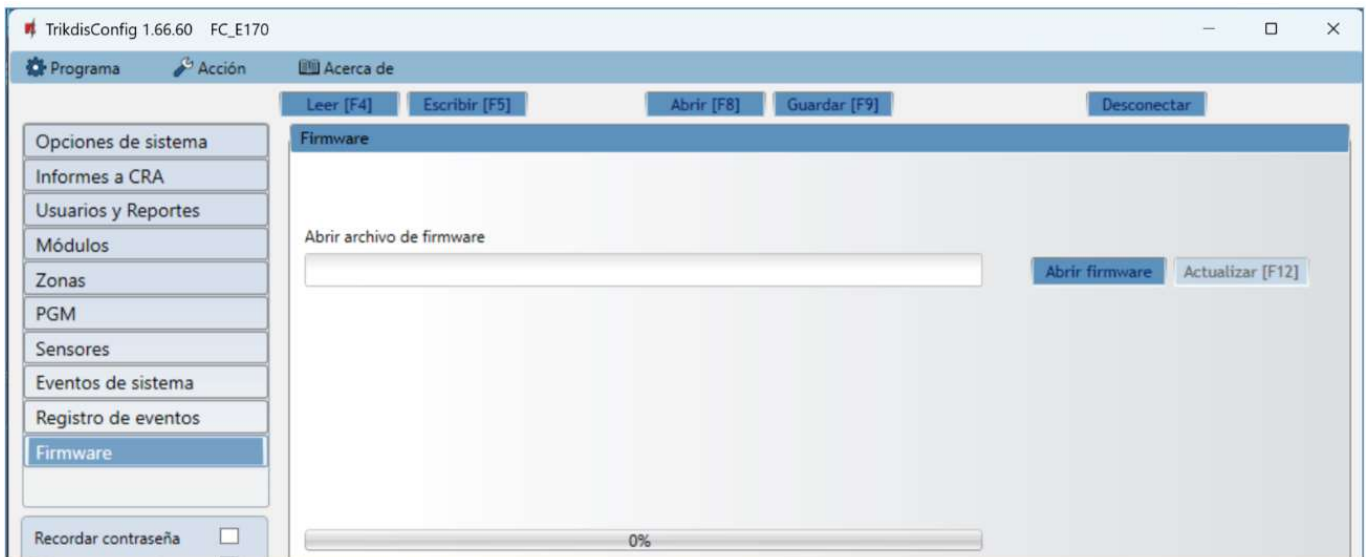 TrikdisConfig 1.66.60 FC_E170
Programa Acción Acerca de
Leer [F4] Escribir [F5] Abrir [F8] Guardar [F9] Desconectar
Opciones de sistema
Informes a CRA
Usuarios y Reportes
Módulos
Zonas
PGM
Sensores
Eventos de sistema
Registro de eventos
Firmware
Recordar contraseña
Firmware
Abrir archivo de firmware
Abrir firmware Actualizar [F12]
0%